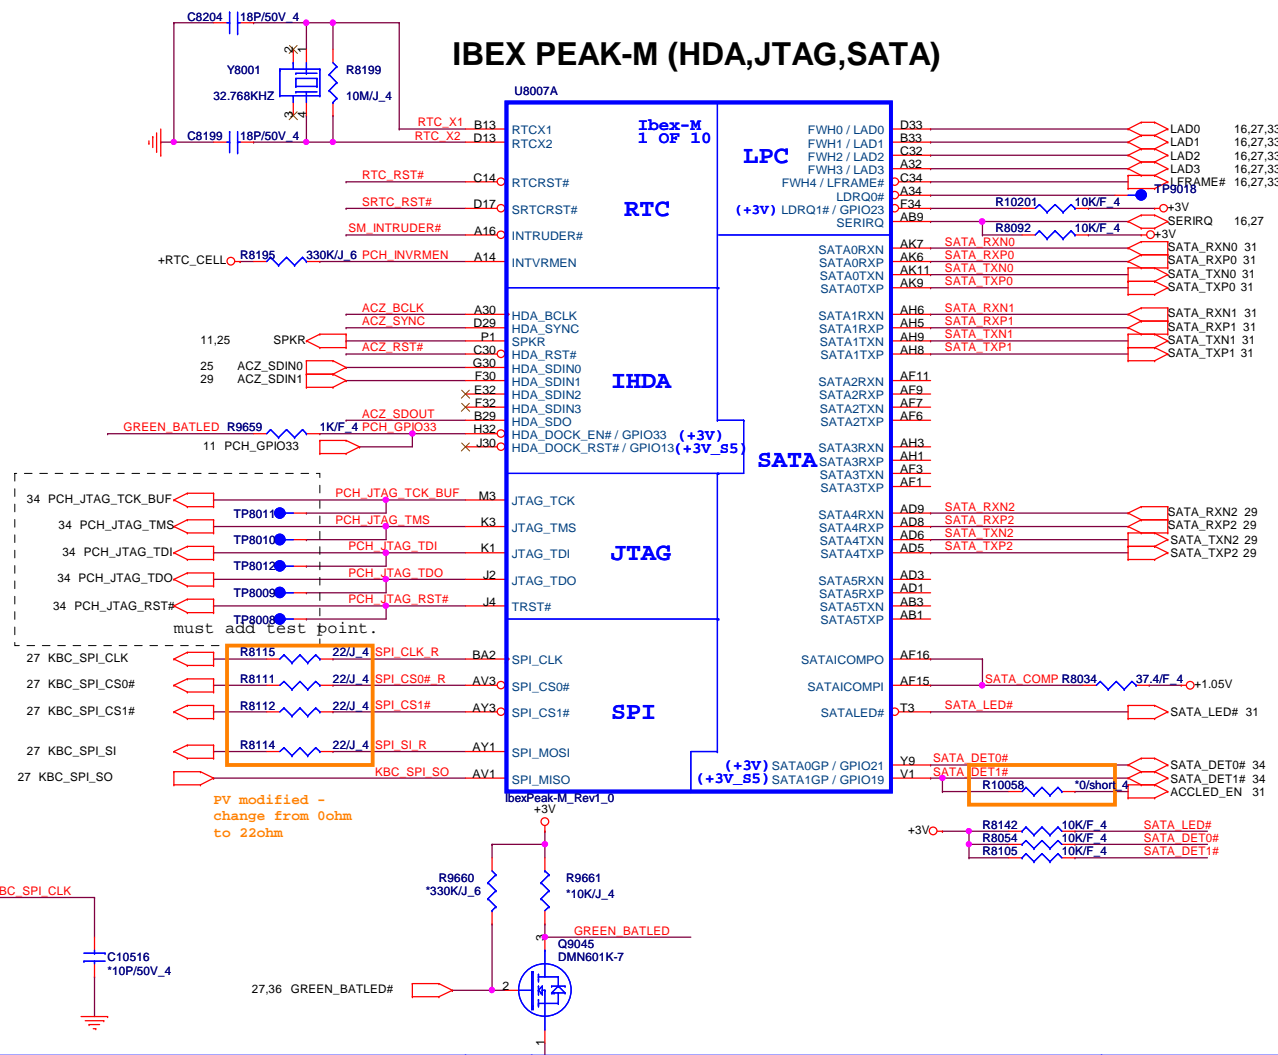 IBEX PEAK-M (HDA,JTAG,SATA)
C8204 18P/50V_4
Y8001
32.768KHZ
2 1
3 4
R8199
10M/J_4
C8199 18P/50V_4
U8007A
Ibex-M
1 OF 10
RTC_X1 B13 RTCX1
RTC_X2 D13 RTCX2
RTC_RST# C14 RTCRST#
SRTC_RST# D17 SRTCRST#
SM_INTRUDER# A16 INTRUDER#
+RTC_CELL R8195 330K/J_6 PCH_INVRMEN A14 INTVRMEN
RTC
ACZ_BCLK A30 HDA_BCLK
ACZ_SYNC D29 HDA_SYNC
11,25 SPKR P1 SPKR
ACZ_RST# C30 HDA_RST#
25 ACZ_SDIN0 G30 HDA_SDIN0
29 ACZ_SDIN1 F30 HDA_SDIN1
E32 HDA_SDIN2
F32 HDA_SDIN3
ACZ_SDOUT B29 HDA_SDO
GREEN_BATLED R9659 1K/F_4 PCH_GPIO33 H32 HDA_DOCK_EN# / GPIO33 (+3V)
11 PCH_GPIO33 J30 HDA_DOCK_RST# / GPIO13 (+3V_S5)
IHDA
34 PCH_JTAG_TCK_BUF PCH_JTAG_TCK_BUF M3 JTAG_TCK
TP8011
34 PCH_JTAG_TMS PCH_JTAG_TMS K3 JTAG_TMS
TP8010
34 PCH_JTAG_TDI PCH_JTAG_TDI K1 JTAG_TDI
TP8012
34 PCH_JTAG_TDO PCH_JTAG_TDO J2 JTAG_TDO
TP8009
34 PCH_JTAG_RST# PCH_JTAG_RST# J4 TRST#
TP8008
must add test point.
JTAG
27 KBC_SPI_CLK R8115 22/J_4 SPI_CLK_R BA2 SPI_CLK
27 KBC_SPI_CS0# R8111 22/J_4 SPI_CS0#_R AV3 SPI_CS0#
27 KBC_SPI_CS1# R8112 22/J_4 SPI_CS1# AY3 SPI_CS1#
27 KBC_SPI_SI R8114 22/J_4 SPI_SI_R AY1 SPI_MOSI
27 KBC_SPI_SO KBC_SPI_SO AV1 SPI_MISO
SPI
PV modified -
change from 0ohm
to 22ohm
IbexPeak-M_Rev1_0
LPC
FWH0 / LAD0 D33 LAD0 16,27,33
FWH1 / LAD1 B33 LAD1 16,27,33
FWH2 / LAD2 C32 LAD2 16,27,33
FWH3 / LAD3 A32 LAD3 16,27,33
FWH4 / LFRAME# C34 LFRAME# 16,27,33
LDRQ0# A34 TP9018
(+3V) LDRQ1# / GPIO23 F34 R10201 10K/F_4 +3V
SERIRQ AB9 SERIRQ 16,27
R8092 10K/F_4 +3V
SATA
SATA0RXN AK7 SATA_RXN0 SATA_RXN0 31
SATA0RXP AK6 SATA_RXP0 SATA_RXP0 31
SATA0TXN AK11 SATA_TXN0 SATA_TXN0 31
SATA0TXP AK9 SATA_TXP0 SATA_TXP0 31
SATA1RXN AH6 SATA_RXN1 SATA_RXN1 31
SATA1RXP AH5 SATA_RXP1 SATA_RXP1 31
SATA1TXN AH9 SATA_TXN1 SATA_TXN1 31
SATA1TXP AH8 SATA_TXP1 SATA_TXP1 31
SATA2RXN AF11
SATA2RXP AF9
SATA2TXN AF7
SATA2TXP AF6
SATA3RXN AH3
SATA3RXP AH1
SATA3TXN AF3
SATA3TXP AF1
SATA4RXN AD9 SATA_RXN2 SATA_RXN2 29
SATA4RXP AD8 SATA_RXP2 SATA_RXP2 29
SATA4TXN AD6 SATA_TXN2 SATA_TXN2 29
SATA4TXP AD5 SATA_TXP2 SATA_TXP2 29
SATA5RXN AD3
SATA5RXP AD1
SATA5TXN AB3
SATA5TXP AB1
SATAICOMPO AF16
SATAICOMPI AF15 SATA_COMP R8034 37.4/F_4 +1.05V
SATALED# T3 SATA_LED# SATA_LED# 31
(+3V) SATA0GP / GPIO21 Y9 SATA_DET0# SATA_DET0# 34
(+3V_S5) SATA1GP / GPIO19 V1 SATA_DET1# SATA_DET1# 34
R10058 *0/short_4 ACCLED_EN 31
+3V R8142 10K/F_4 SATA_LED#
R8054 10K/F_4 SATA_DET0#
R8105 10K/F_4 SATA_DET1#
+3V
R9660
*330K/J_6
R9661
*10K/J_4
3 GREEN_BATLED
Q9045
DMN601K-7
27,36 GREEN_BATLED# 2
1
BC_SPI_CLK
C10516
*10P/50V_4